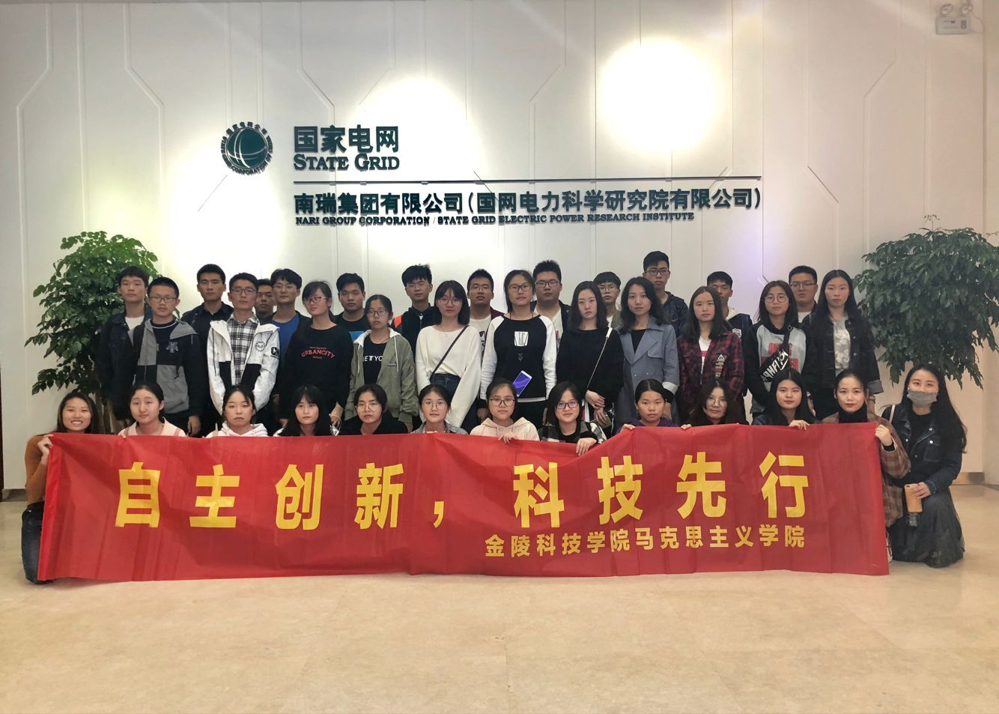 国家电网
STATE GRID
南瑞集团有限公司(国网电力科学研究院有限公司)
NARI GROUP CORPORATION / STATE GRID ELECTRIC POWER RESEARCH INSTITUTE
URBANCITY
自主创新，科技先行
金陵科技学院马克思主义学院